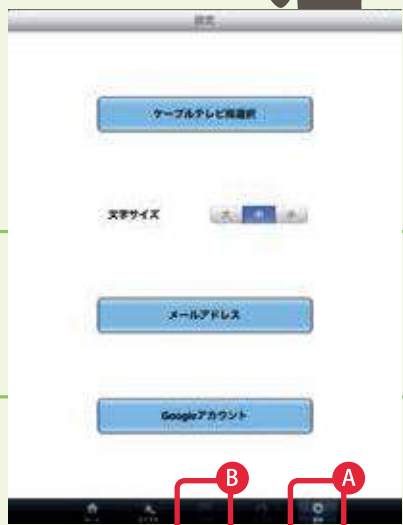 設定
ケーブルテレビ局選択
文字サイズ
大 中 小
メールアドレス
Googleアカウント
B
A